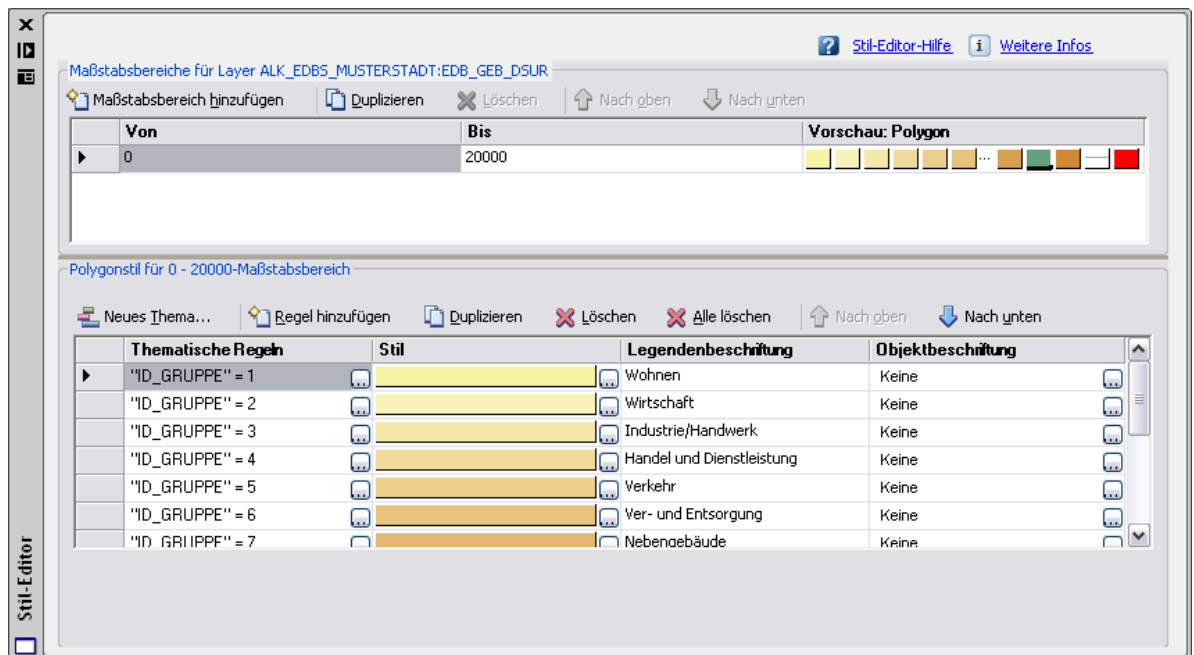 Stil-Editor-Hilfe i Weitere Infos
Maßstabsbereiche für Layer ALK_EDBS_MUSTERSTADT:EDB_GEB_DSUR
Maßstabsbereich hinzufügen Duplizieren Löschen Nach oben Nach unten
Von Bis Vorschau: Polygon
0 20000 ...
Polygonstil für 0 - 20000-Maßstabsbereich
Neues Thema... Regel hinzufügen Duplizieren Löschen Alle löschen Nach oben Nach unten
Thematische Regeln Stil Legendenbeschriftung Objektbeschriftung
"ID_GRUPPE" = 1 ... ... Wohnen Keine ...
"ID_GRUPPE" = 2 ... ... Wirtschaft Keine ...
"ID_GRUPPE" = 3 ... ... Industrie/Handwerk Keine ...
"ID_GRUPPE" = 4 ... ... Handel und Dienstleistung Keine ...
"ID_GRUPPE" = 5 ... ... Verkehr Keine ...
"ID_GRUPPE" = 6 ... ... Ver- und Entsorgung Keine ...
"ID_GRUPPE" = 7 Nebengebäude Keine
Stil-Editor